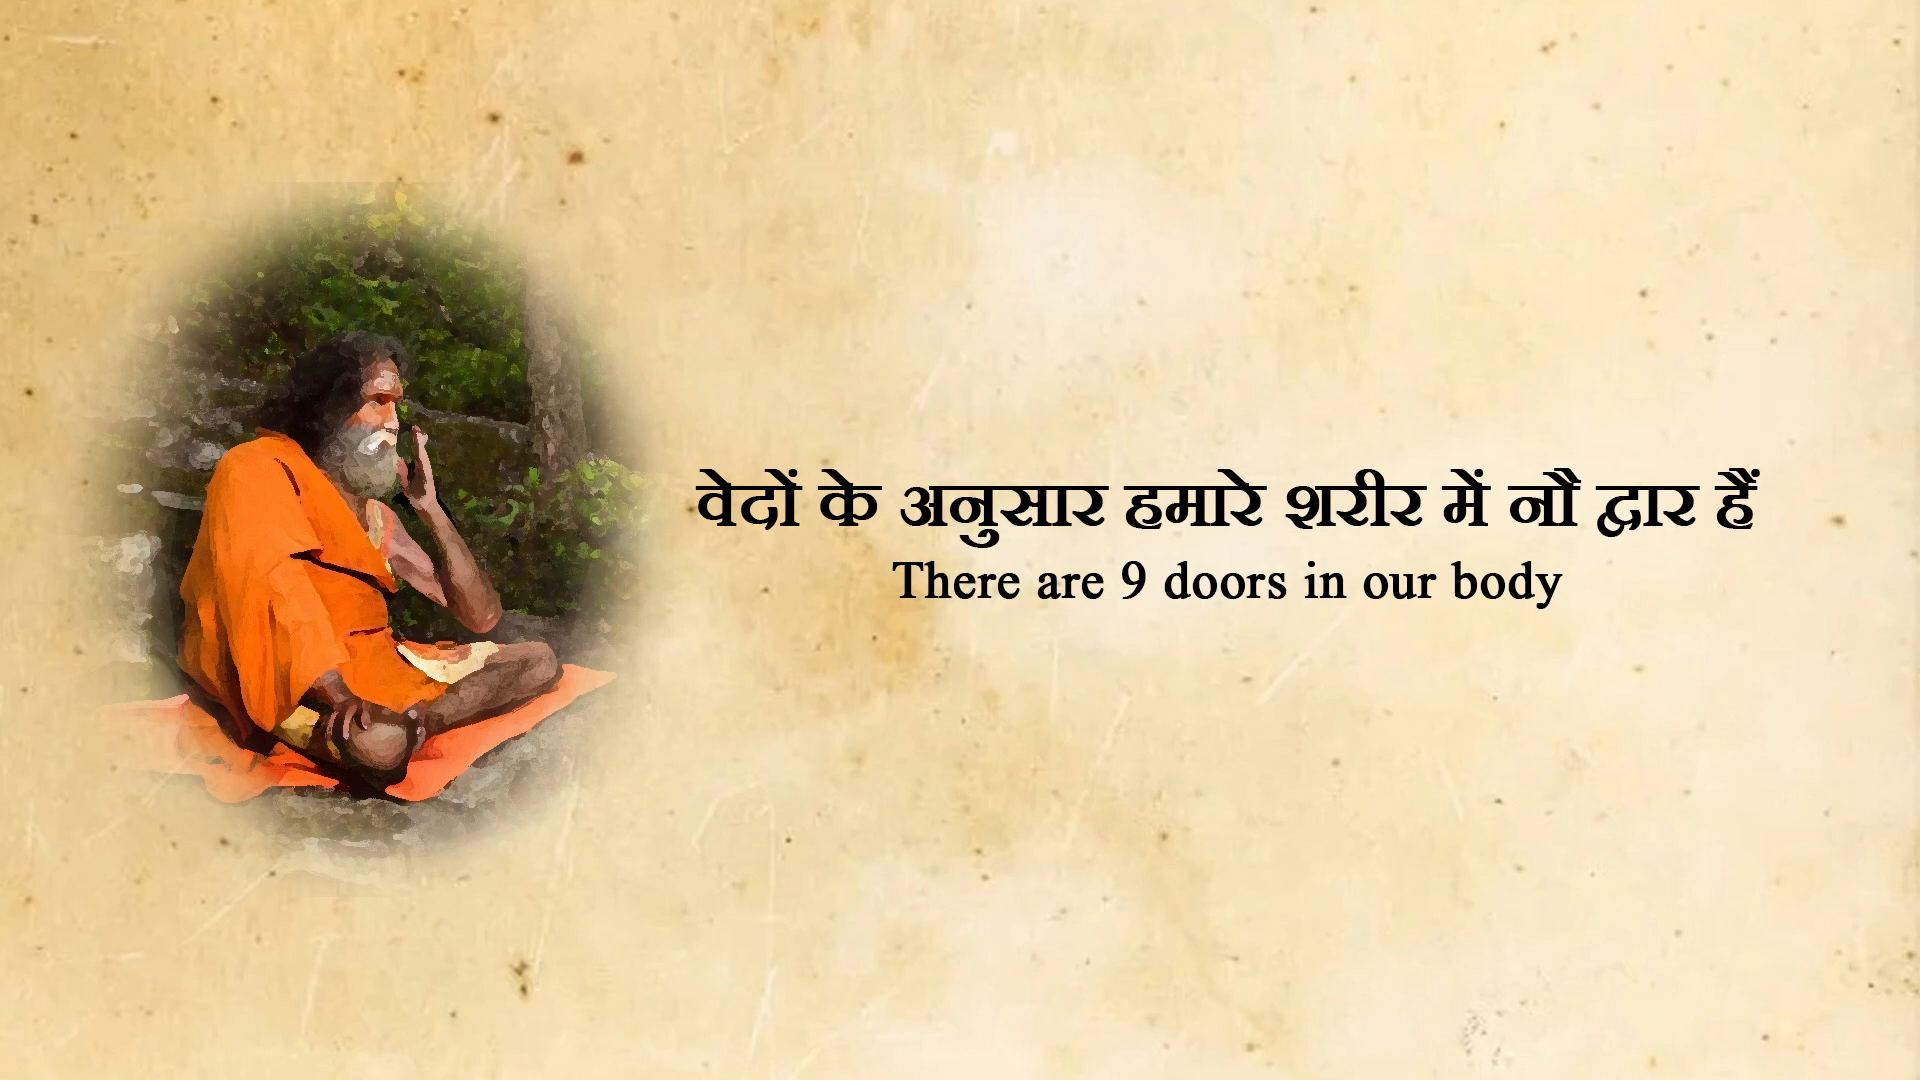 वेदों के अनुसार हमारे शरीर में नौ द्वार हैं
There are 9 doors in our body